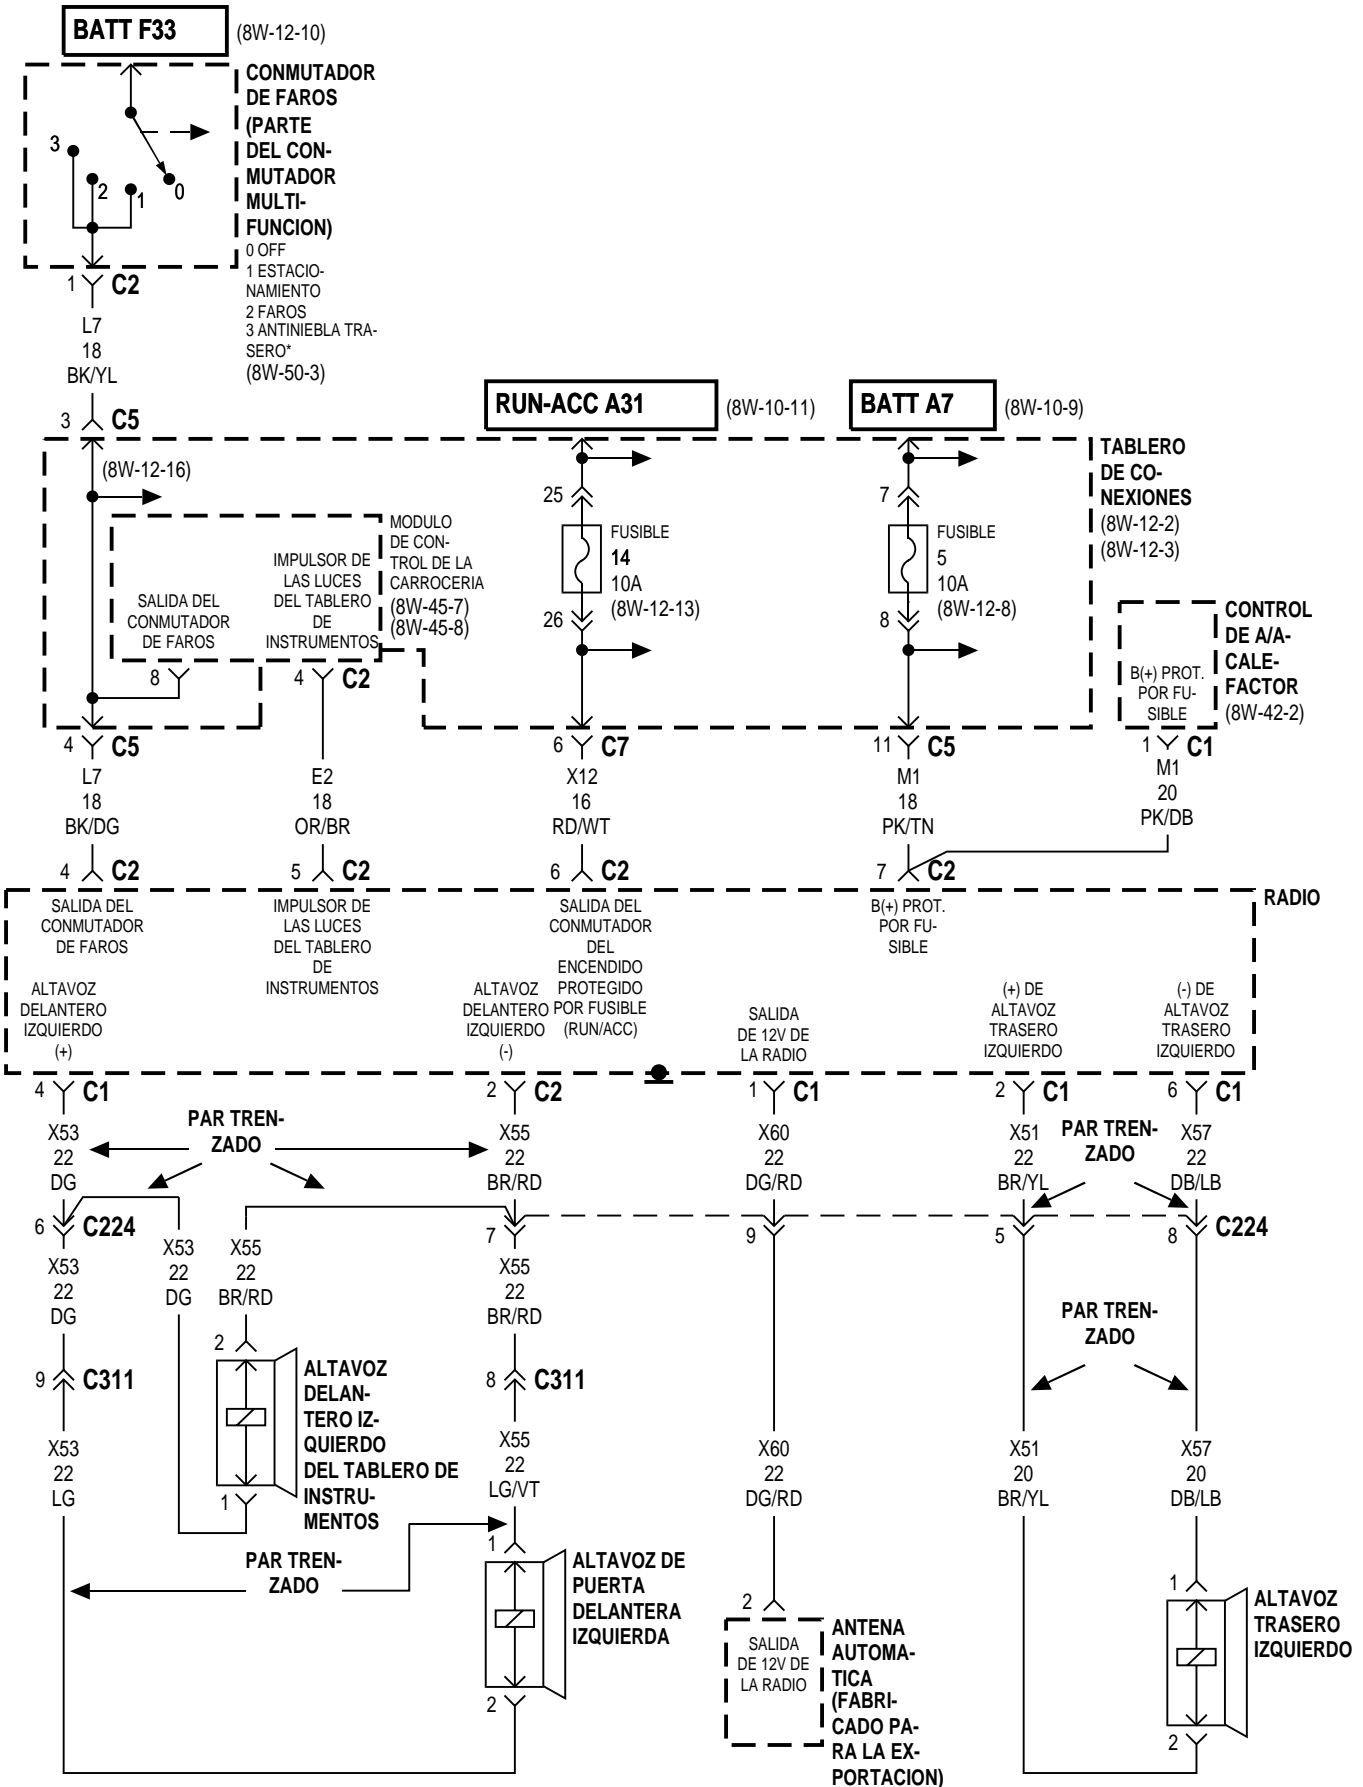 BATT F33 (8W-12-10)
CONMUTADOR
DE FAROS
(PARTE
DEL CON-
MUTADOR
MULTI-
FUNCION)
0 OFF
1 ESTACIO-
NAMIENTO
2 FAROS
3 ANTINIEBLA TRA-
SERO*
(8W-50-3)
3
2
1
0
1 C2
L7
18
BK/YL
3 C5
RUN-ACC A31 (8W-10-11)
BATT A7 (8W-10-9)
TABLERO
DE CO-
NEXIONES
(8W-12-2)
(8W-12-3)
(8W-12-16)
MODULO
DE CON-
TROL DE LA
CARROCERIA
(8W-45-7)
(8W-45-8)
SALIDA DEL
CONMUTADOR
DE FAROS
IMPULSOR DE
LAS LUCES
DEL TABLERO
DE
INSTRUMENTOS
25
FUSIBLE
14
10A
(8W-12-13)
26
7
FUSIBLE
5
10A
(8W-12-8)
8
CONTROL
DE A/A-
CALE-
FACTOR
(8W-42-2)
B(+) PROT.
POR FU-
SIBLE
8
4 C2
4 C5
6 C7
11 C5
1 C1
L7
18
BK/DG
E2
18
OR/BR
X12
16
RD/WT
M1
18
PK/TN
M1
20
PK/DB
4 C2
5 C2
6 C2
7 C2
RADIO
SALIDA DEL
CONMUTADOR
DE FAROS
IMPULSOR DE
LAS LUCES
DEL TABLERO
DE
INSTRUMENTOS
SALIDA DEL
CONMUTADOR
DEL
ENCENDIDO
PROTEGIDO
POR FUSIBLE
(RUN/ACC)
B(+) PROT.
POR FU-
SIBLE
ALTAVOZ
DELANTERO
IZQUIERDO
(+)
ALTAVOZ
DELANTERO
IZQUIERDO
(-)
SALIDA
DE 12V DE
LA RADIO
(+) DE
ALTAVOZ
TRASERO
IZQUIERDO
(-) DE
ALTAVOZ
TRASERO
IZQUIERDO
4 C1
2 C2
1 C1
2 C1
6 C1
X53
22
DG
PAR TREN-
ZADO
X55
22
BR/RD
X60
22
DG/RD
X51
22
BR/YL
PAR TREN-
ZADO
X57
22
DB/LB
6 C224
7
9
5
8 C224
X53
22
DG
X53
22
DG
X55
22
BR/RD
X55
22
BR/RD
PAR TREN-
ZADO
9 C311
2
ALTAVOZ
DELAN-
TERO IZ-
QUIERDO
DEL TABLERO DE
INSTRU-
MENTOS
1
8 C311
X53
22
LG
X55
22
LG/VT
X60
22
DG/RD
X51
20
BR/YL
X57
20
DB/LB
PAR TREN-
ZADO
1
ALTAVOZ DE
PUERTA
DELANTERA
IZQUIERDA
2
2
SALIDA
DE 12V DE
LA RADIO
ANTENA
AUTOMA-
TICA
(FABRI-
CADO PA-
RA LA EX-
PORTACION)
1
ALTAVOZ
TRASERO
IZQUIERDO
2